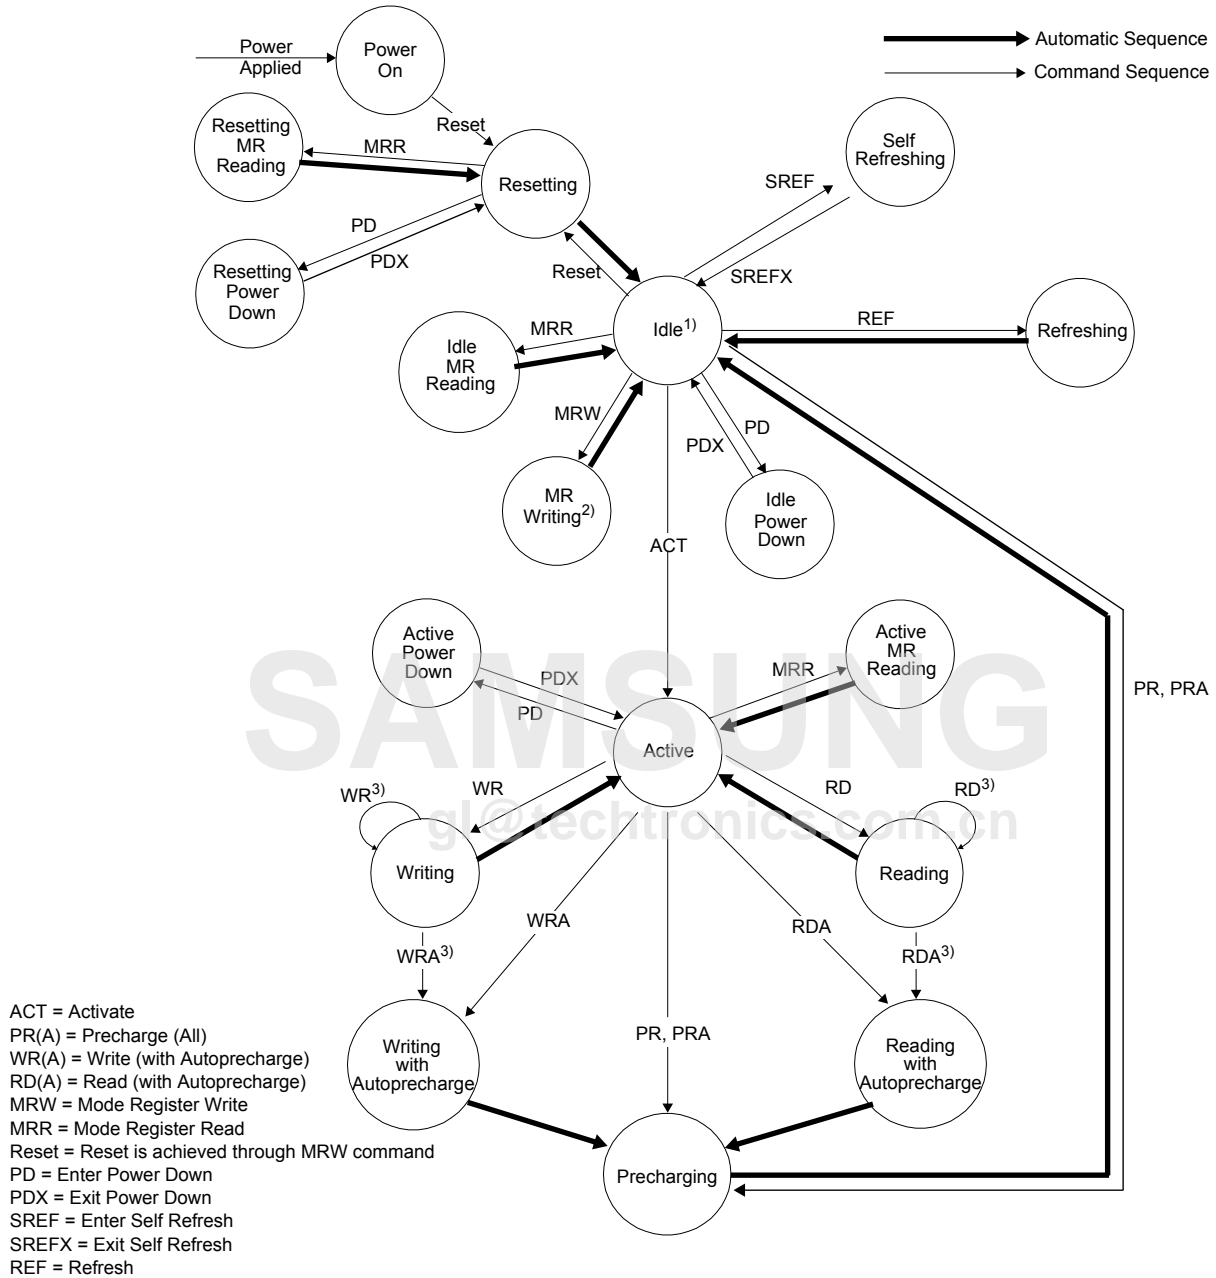 Power
Applied
Power
On
Automatic Sequence
Command Sequence
Reset
Resetting
MR
Reading
MRR
Resetting
Self
Refreshing
SREF
PD
PDX
Resetting
Power
Down
Reset
SREFX
Idle1)
REF
Refreshing
MRR
Idle
MR
Reading
MRW
PD
PDX
MR
Writing2)
Idle
Power
Down
ACT
Active
Power
Down
Active
MR
Reading
PDX
PD
MRR
PR, PRA
SAMSUNG
Active
WR3)
WR
RD
RD3)
gl@techtronics.com.cn
Writing
Reading
WRA
RDA
WRA3)
RDA3)
PR, PRA
Writing
with
Autoprecharge
Reading
with
Autoprecharge
Precharging
ACT = Activate
PR(A) = Precharge (All)
WR(A) = Write (with Autoprecharge)
RD(A) = Read (with Autoprecharge)
MRW = Mode Register Write
MRR = Mode Register Read
Reset = Reset is achieved through MRW command
PD = Enter Power Down
PDX = Exit Power Down
SREF = Enter Self Refresh
SREFX = Exit Self Refresh
REF = Refresh